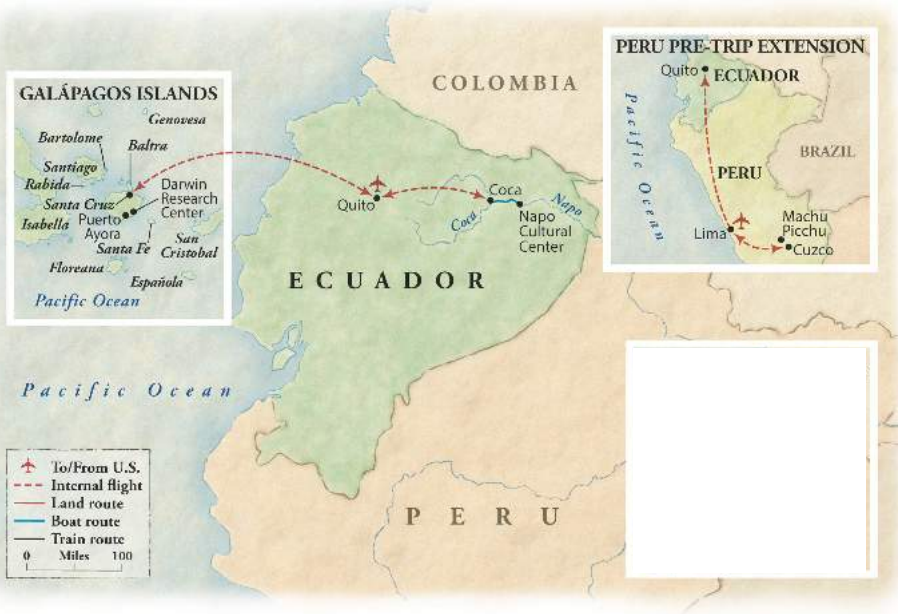 GALÁPAGOS ISLANDS
Genovesa
Bartolome
Baltra
Santiago
Rabida
Darwin
Research
Center
Santa Cruz
Puerto
Ayora
Isabella
Santa Fe
San
Cristobal
Floreana
Española
Pacific Ocean
COLOMBIA
Quito
Coca
Coca
Napo
Napo
Cultural
Center
ECUADOR
Pacific Ocean
PERU
PERU PRE-TRIP EXTENSION
Quito
ECUADOR
Pacific Ocean
BRAZIL
PERU
Lima
Machu
Picchu
Cuzco
To/From U.S.
Internal flight
Land route
Boat route
Train route
0 Miles 100